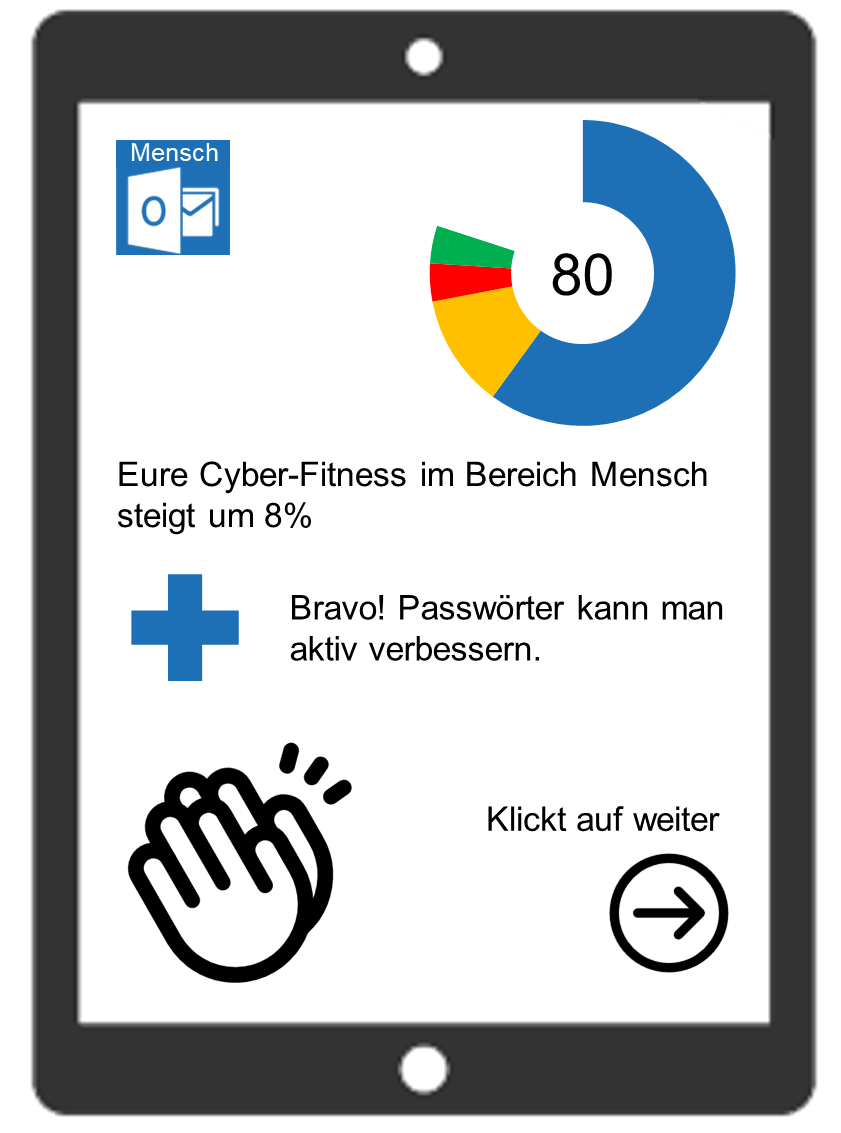 Mensch
O
80
Eure Cyber-Fitness im Bereich Mensch
steigt um 8%
Bravo! Passwörter kann man
aktiv verbessern.
Klickt auf weiter